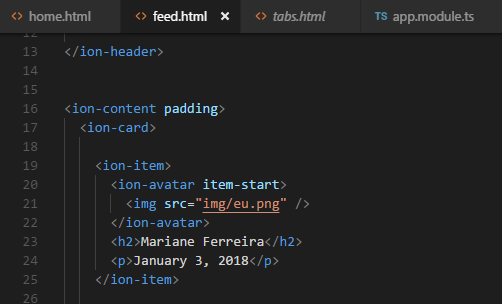 home.html feed.html × tabs.html TS app.module.ts
12
13 </ion-header>
14
15
16 <ion-content padding>
17 <ion-card>
18
19 <ion-item>
20 <ion-avatar item-start>
21 <img src="img/eu.png" />
22 </ion-avatar>
23 <h2>Mariane Ferreira</h2>
24 <p>January 3, 2018</p>
25 </ion-item>
26